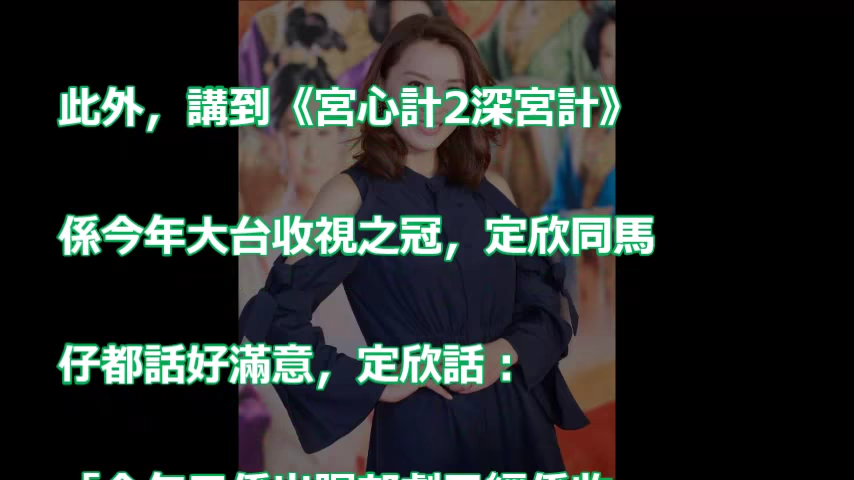 此外，講到《宮心計2深宮計》
係今年大台收視之冠，定欣同馬
仔都話好滿意，定欣話：